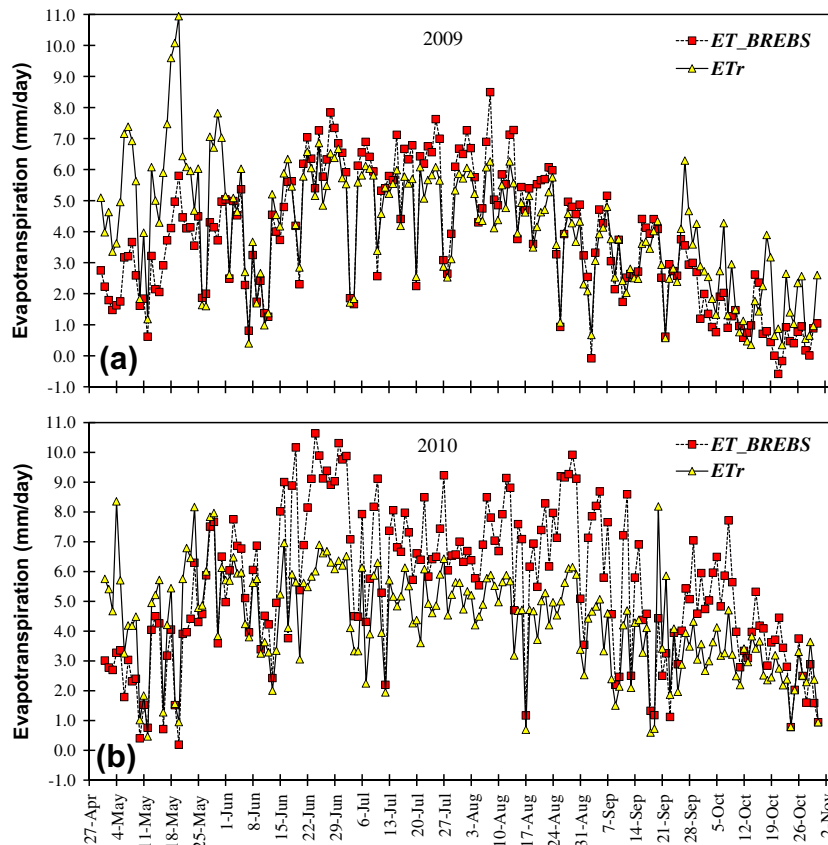 11.0
10.0
9.0
8.0
7.0
6.0
5.0
4.0
3.0
2.0
1.0
0.0
-1.0
Evapotranspiration (mm/day)
2009
ET_BREBS
ETr
(a)
11.0
10.0
9.0
8.0
7.0
6.0
5.0
4.0
3.0
2.0
1.0
0.0
-1.0
Evapotranspiration (mm/day)
2010
ET_BREBS
ETr
(b)
27-Apr
4-May
11-May
18-May
25-May
1-Jun
8-Jun
15-Jun
22-Jun
29-Jun
6-Jul
13-Jul
20-Jul
27-Jul
3-Aug
10-Aug
17-Aug
24-Aug
31-Aug
7-Sep
14-Sep
21-Sep
28-Sep
5-Oct
12-Oct
19-Oct
26-Oct
2-Nov